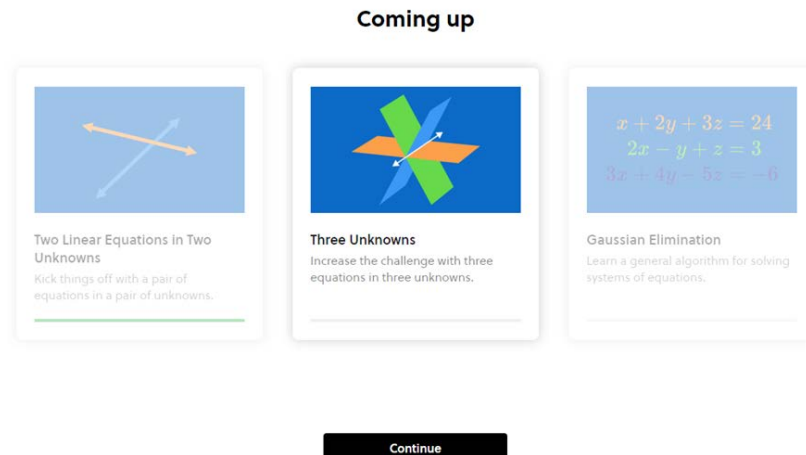 Coming up
Two Linear Equations in Two
Unknowns
Kick things off with a pair of
equations in a pair of unknowns.
Three Unknowns
Increase the challenge with three
equations in three unknowns.
x + 2y + 3z = 24
2x − y + z = 3
3x + 4y − 5z = −6
Gaussian Elimination
Learn a general algorithm for solving
systems of equations.
Continue